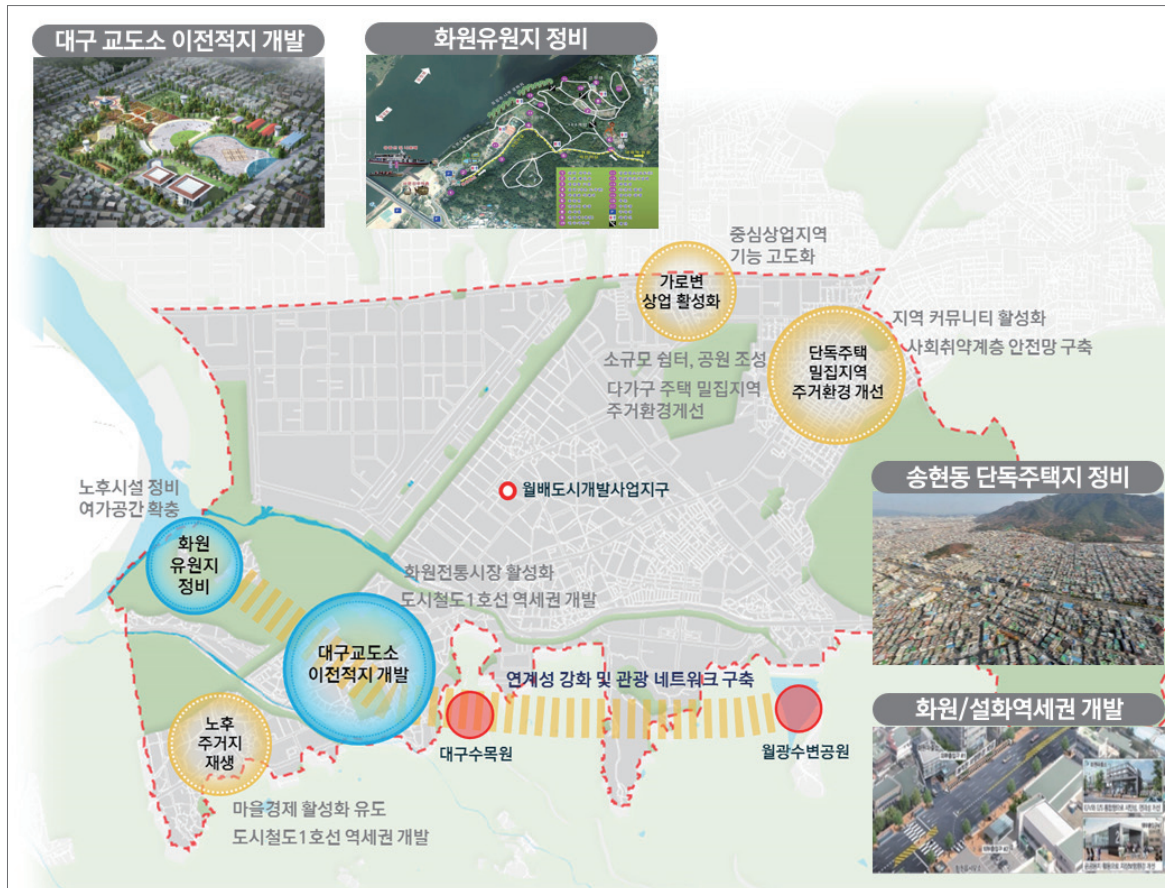 대구 교도소 이전적지 개발
화원유원지 정비
중심상업지역
기능 고도화
가로변
상업 활성화
지역 커뮤니티 활성화
사회취약계층 안전망 구축
단독주택
밀집지역
주거환경 개선
소규모 쉼터, 공원 조성
다가구 주택 밀집지역
주거환경게선
송현동 단독주택지 정비
노후시설 정비
여가공간 확충
월배도시개발사업지구
화원
유원지
정비
화원전통시장 활성화
도시철도1호선 역세권 개발
대구교도소
이전적지 개발
연계성 강화 및 관광 네트워크 구축
화원/설화역세권 개발
노후
주거지
재생
대구수목원
월광수변공원
마을경제 활성화 유도
도시철도1호선 역세권 개발